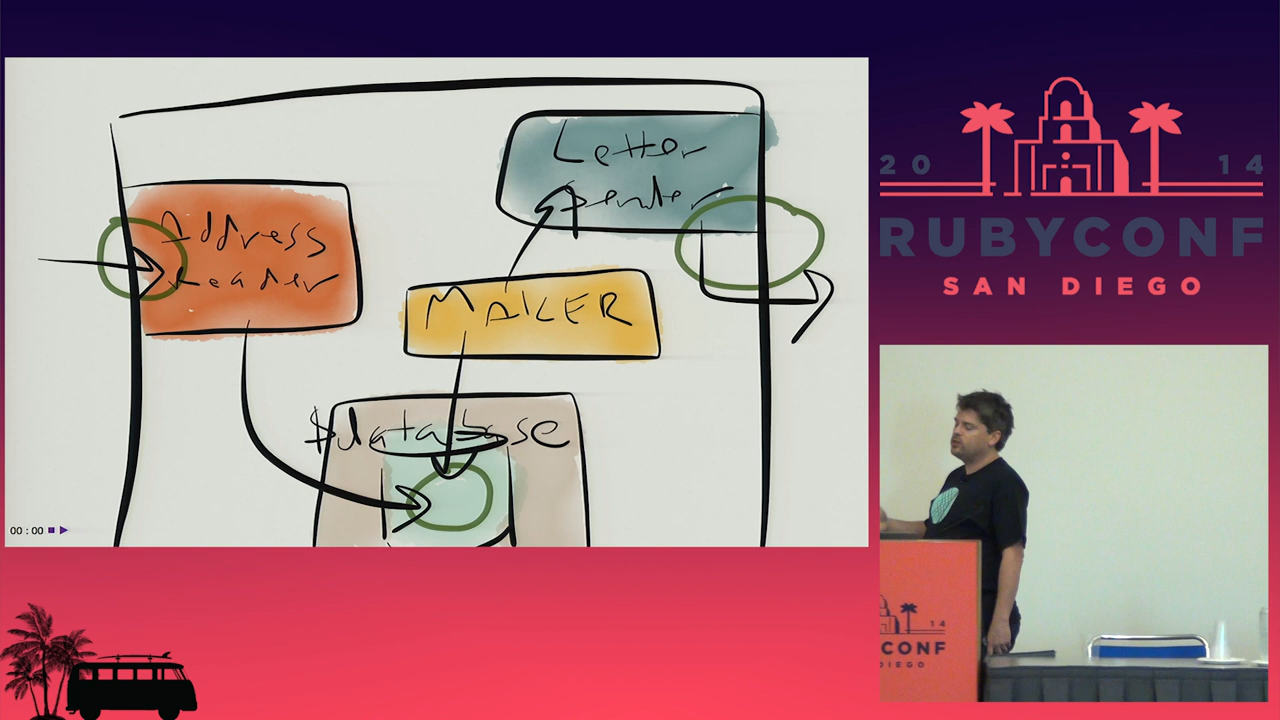 Letter
Sender
Address
Reader
MAILER
$database
00 : 00
20 14
RUBYCONF
SAN DIEGO
14
CONF
DIEGO